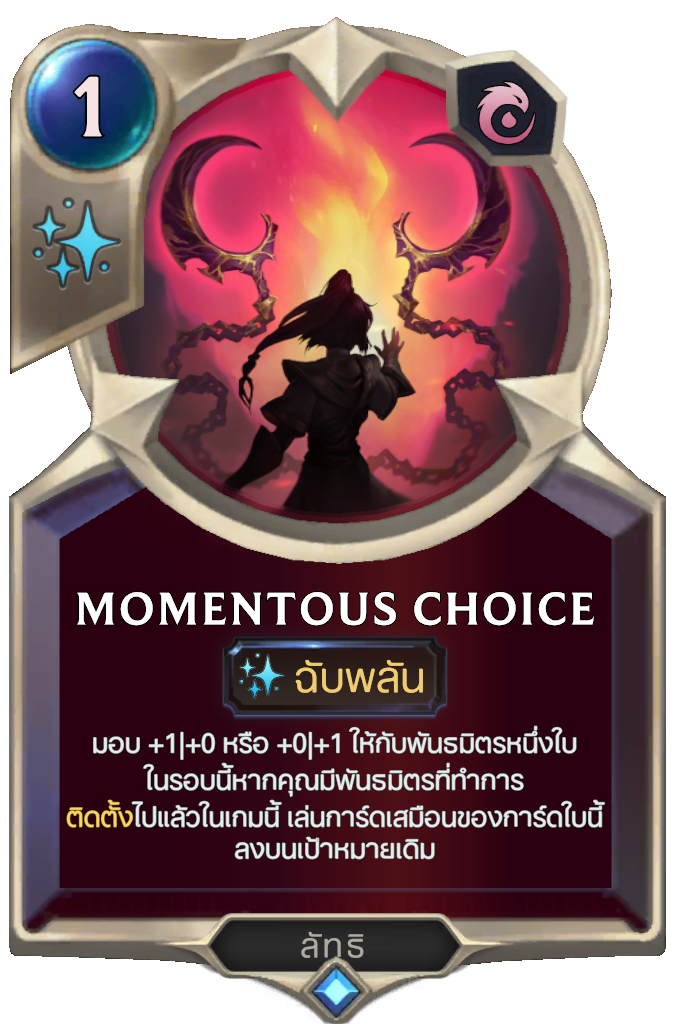 1
MOMENTOUS CHOICE
ฉับพลัน
มอบ +1|+0 หรือ +0|+1 ให้กับพันธมิตรหนึ่งใบ
ในรอบนี้หากคุณมีพันธมิตรที่ทำการ
ติดตั้งไปแล้วในเกมนี้ เล่นการ์ดเสมือนของการ์ดใบนี้
ลงบนเป้าหมายเดิม
ลัทธิ